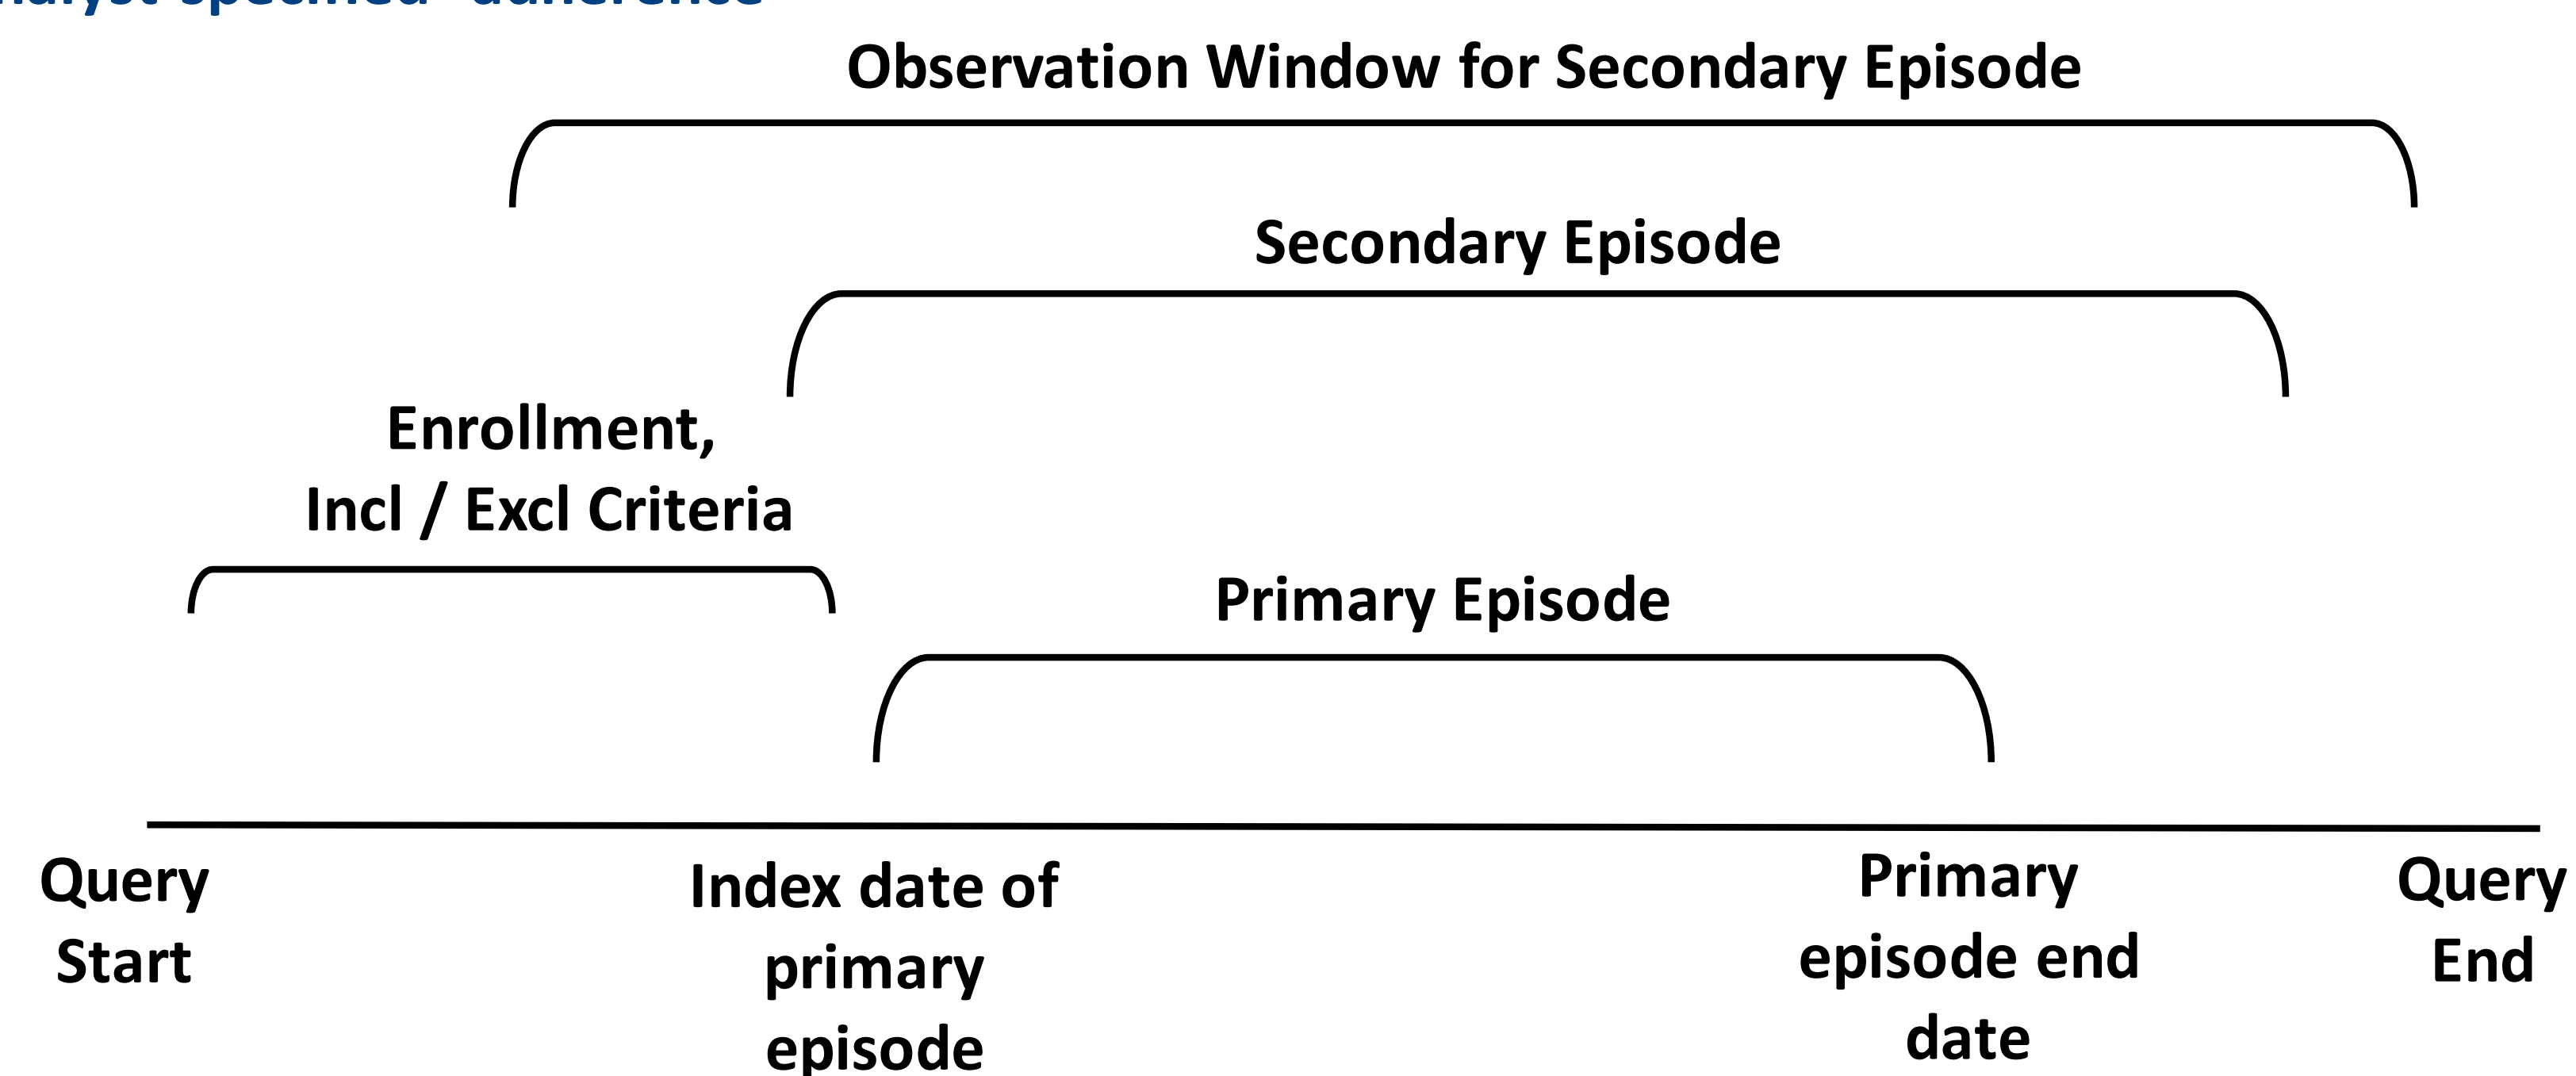 Observation Window for Secondary Episode
Secondary Episode
Enrollment,
Incl / Excl Criteria
Primary Episode
Query
Start
Index date of
primary
episode
Primary
episode end
date
Query
End